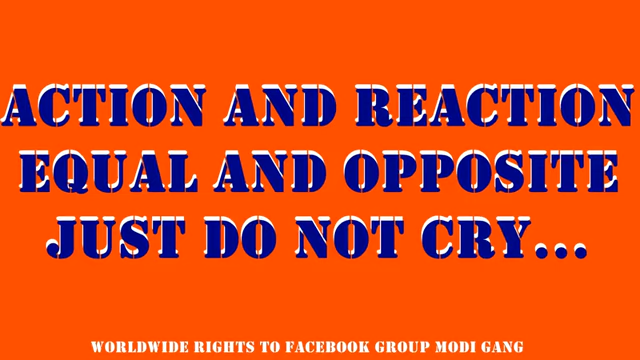 ACTION AND REACTION
EQUAL AND OPPOSITE
JUST DO NOT CRY...
WORLDWIDE RIGHTS TO FACEBOOK GROUP MODI GANG